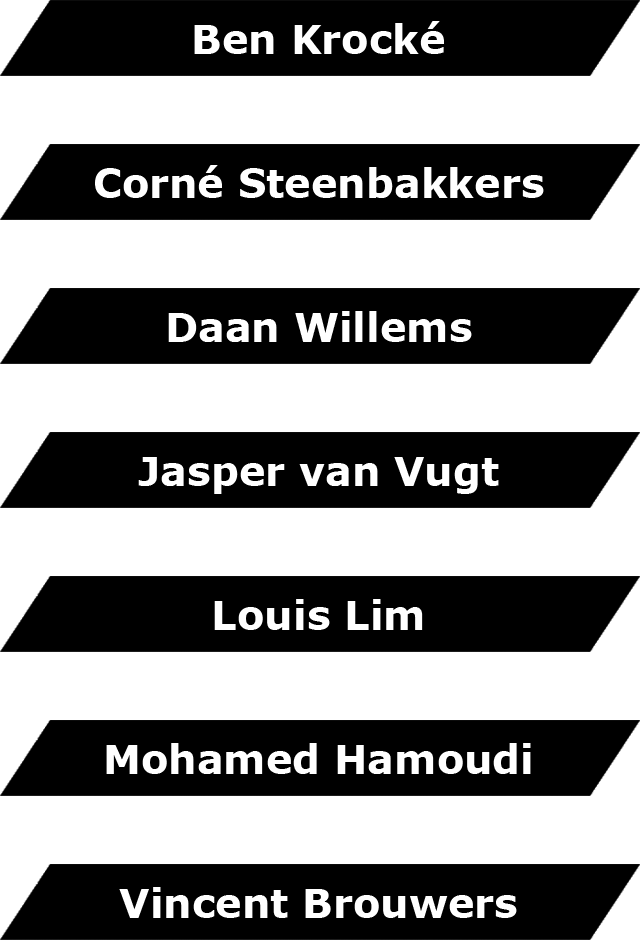 Ben Krocké
Corné Steenbakkers
Daan Willems
Jasper van Vugt
Louis Lim
Mohamed Hamoudi
Vincent Brouwers